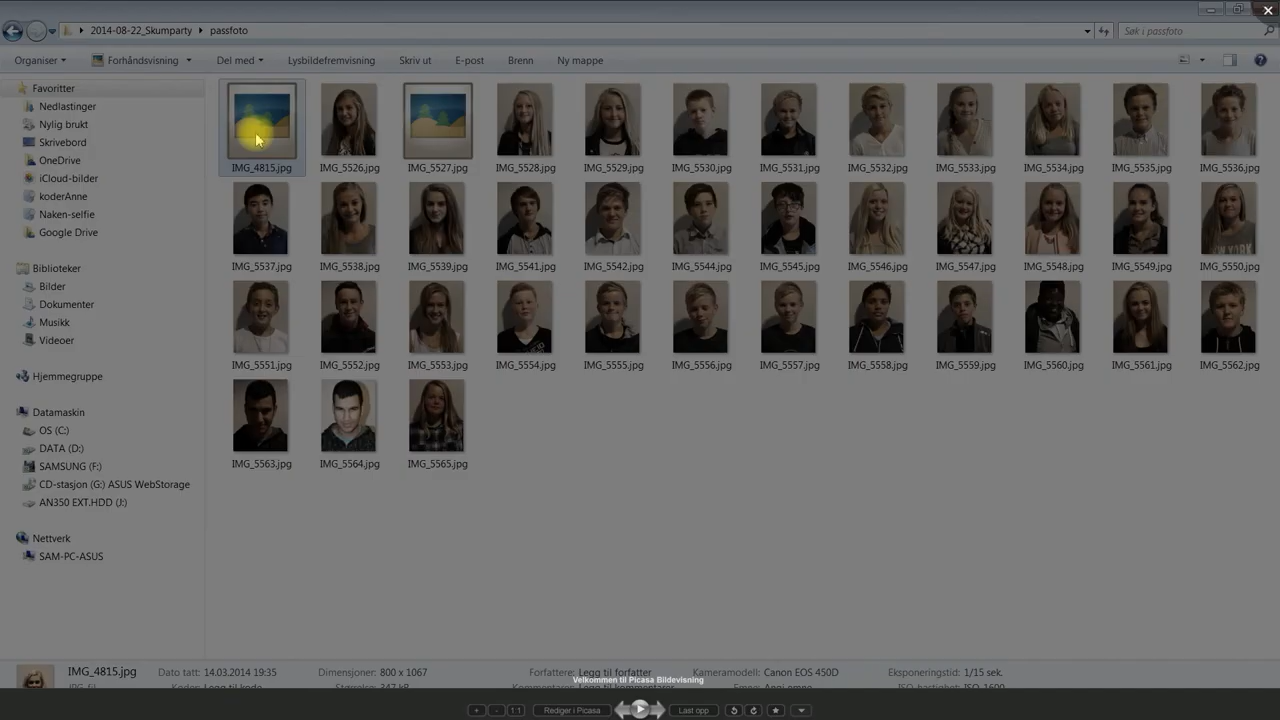 2014-08-22_Skumparty ▸ passfoto
Søk i passfoto
Organiser Forhåndsvisning Del med Lysbildefremvisning Skriv ut E-post Brenn Ny mappe
Favoritter
Nedlastinger
Nylig brukt
Skrivebord
OneDrive
iCloud-bilder
koderAnne
Naken-selfie
Google Drive
Biblioteker
Bilder
Dokumenter
Musikk
Videoer
Hjemmegruppe
Datamaskin
OS (C:)
DATA (D:)
SAMSUNG (F:)
CD-stasjon (G:) ASUS WebStorage
AN350 EXT.HDD (J:)
Nettverk
SAM-PC-ASUS
IMG_4815.jpg IMG_5526.jpg IMG_5527.jpg IMG_5528.jpg IMG_5529.jpg IMG_5530.jpg IMG_5531.jpg IMG_5532.jpg IMG_5533.jpg IMG_5534.jpg IMG_5535.jpg IMG_5536.jpg
IMG_5537.jpg IMG_5538.jpg IMG_5539.jpg IMG_5541.jpg IMG_5542.jpg IMG_5544.jpg IMG_5545.jpg IMG_5546.jpg IMG_5547.jpg IMG_5548.jpg IMG_5549.jpg IMG_5550.jpg
IMG_5551.jpg IMG_5552.jpg IMG_5553.jpg IMG_5554.jpg IMG_5555.jpg IMG_5556.jpg IMG_5557.jpg IMG_5558.jpg IMG_5559.jpg IMG_5560.jpg IMG_5561.jpg IMG_5562.jpg
IMG_5563.jpg IMG_5564.jpg IMG_5565.jpg
IMG_4815.jpg Dato tatt: 14.03.2014 19:35 Dimensjoner: 800 x 1067 Forfattere: Legg til forfatter Kameramodell: Canon EOS 450D Eksponeringstid: 1/15 sek.
Velkommen til Picasa Bildevisning
1:1 Rediger i Picasa Last opp